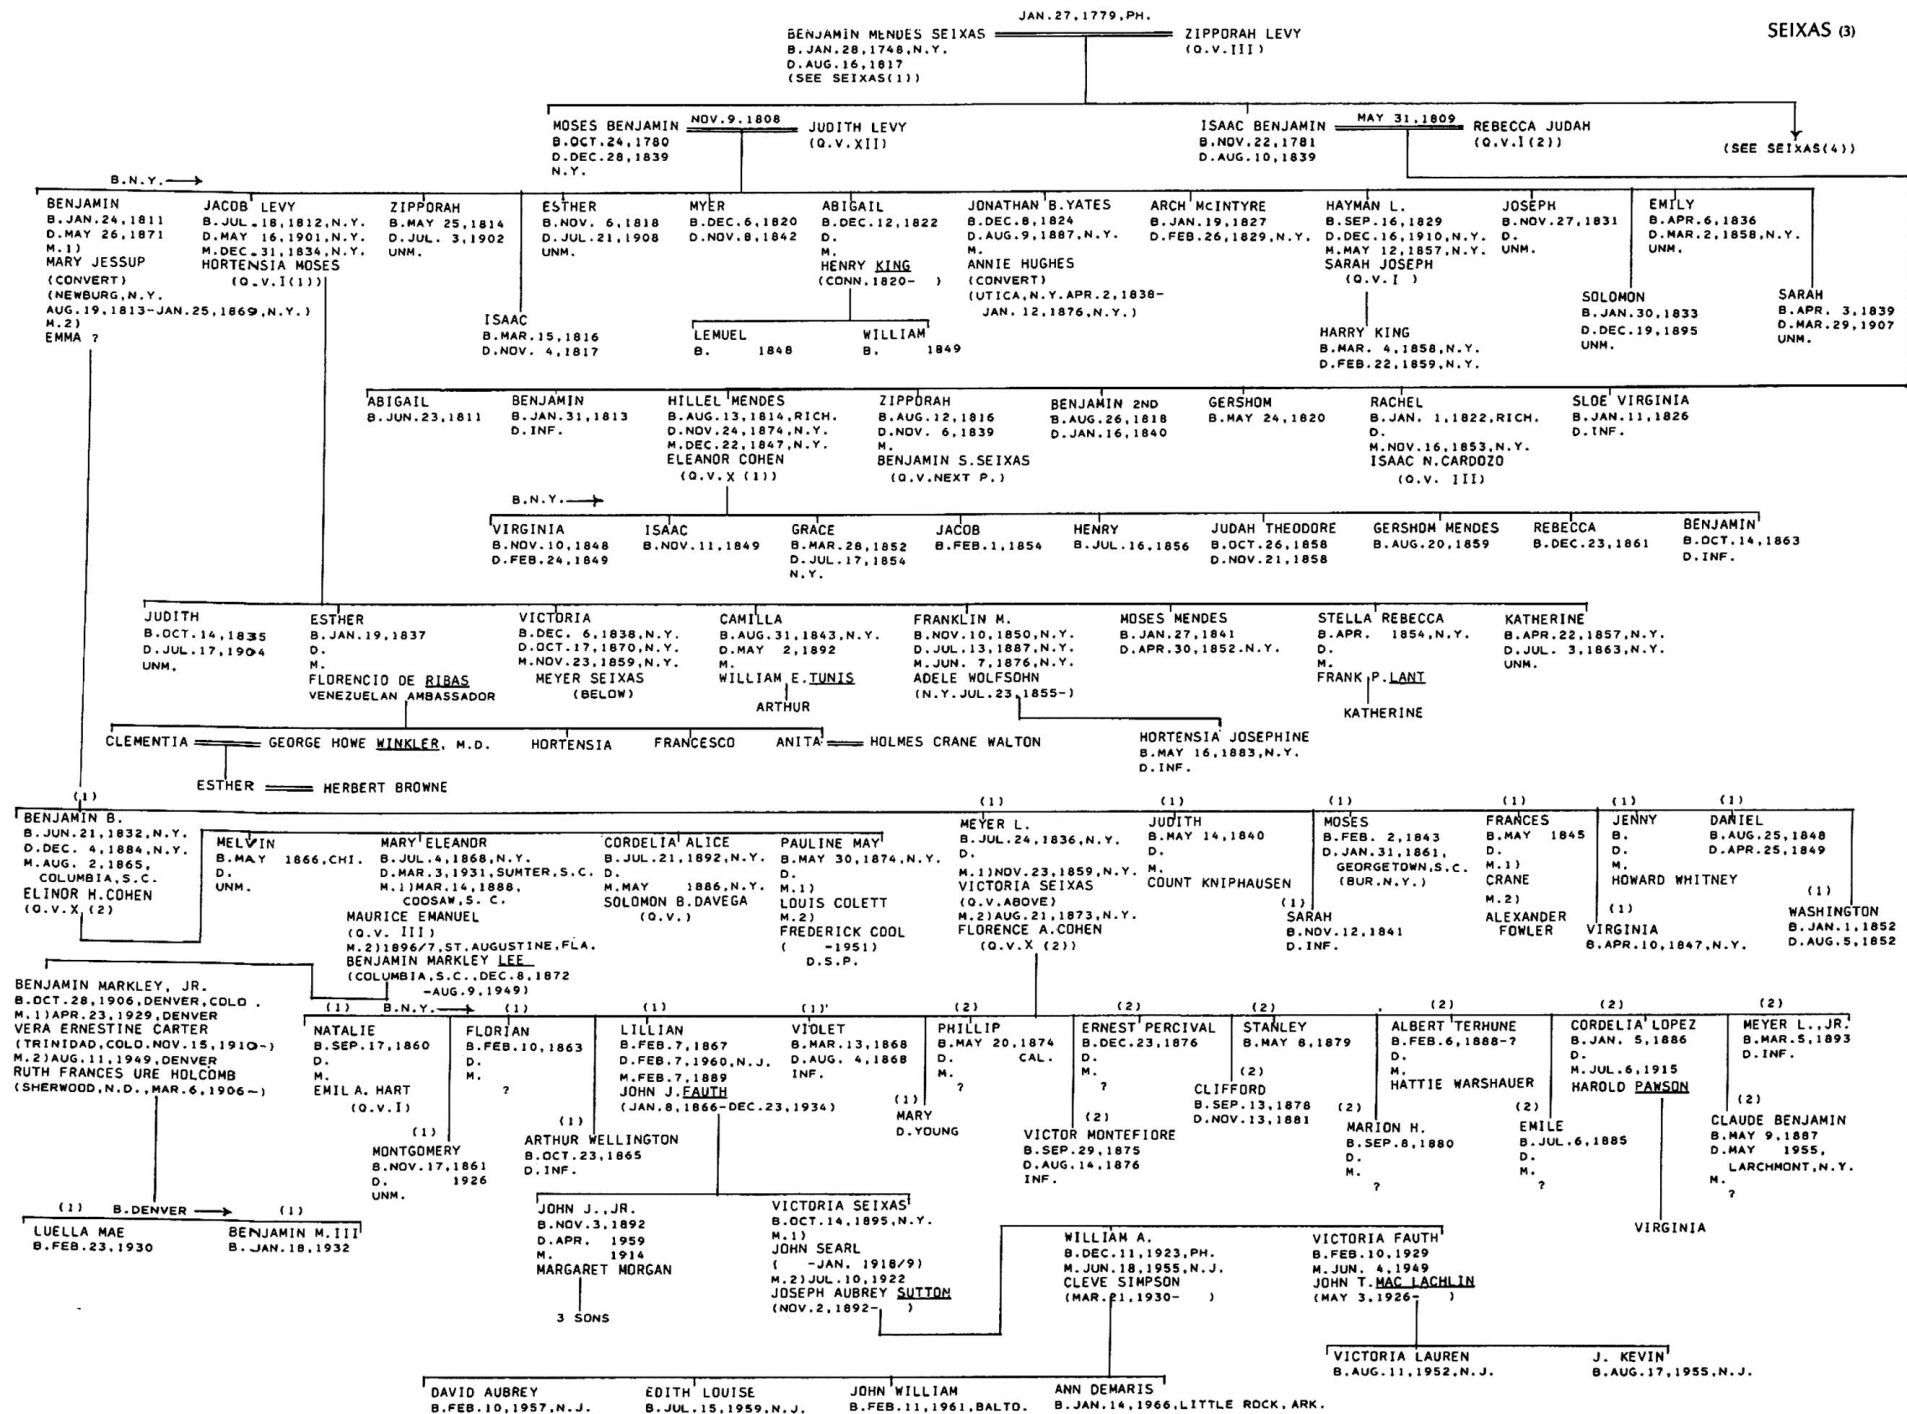 SEIXAS (3)
JAN.27,1779,PH.
BENJAMIN MENDES SEIXAS
B.JAN.28,1748,N.Y.
D.AUG.16,1817
(SEE SEIXAS(1))
ZIPPORAH LEVY
(Q.V.III)
MOSES BENJAMIN
B.OCT.24,1780
D.DEC.28,1839
N.Y.
NOV.9.1808
JUDITH LEVY
(Q.V.XII)
ISAAC BENJAMIN
B.NOV.22,1781
D.AUG.10,1839
MAY 31,1809
REBECCA JUDAH
(Q.V.I(2))
(SEE SEIXAS(4))
B.N.Y.
BENJAMIN
B.JAN.24,1811
D.MAY 26,1871
M.1)
MARY JESSUP
(CONVERT)
(NEWBURG,N.Y.
AUG.19,1813-JAN.25,1869,N.Y.)
M.2)
EMMA ?
JACOB LEVY
B.JUL.18,1812,N.Y.
D.MAY 16,1901,N.Y.
M.DEC.31,1834,N.Y.
HORTENSIA MOSES
(Q.V.I(1))
ZIPPORAH
B.MAY 25,1814
D.JUL. 3,1902
UNM.
ISAAC
B.MAR.15,1816
D.NOV. 4,1817
ESTHER
B.NOV. 6,1818
D.JUL.21,1908
UNM.
MYER
B.DEC.6,1820
D.NOV.8,1842
ABIGAIL
B.DEC.12,1822
D.
M.
HENRY KING
(CONN.1820- )
LEMUEL
B. 1848
WILLIAM
B. 1849
JONATHAN B.YATES
B.DEC.8,1824
D.AUG.9,1887,N.Y.
M.
ANNIE HUGHES
(CONVERT)
(UTICA,N.Y.APR.2,1838-
JAN.12,1876,N.Y.)
ARCH McINTYRE
B.JAN.19,1827
D.FEB.26,1829,N.Y.
HAYMAN L.
B.SEP.16,1829
D.DEC.16,1910,N.Y.
M.MAY 12,1857,N.Y.
SARAH JOSEPH
(Q.V.I )
HARRY KING
B.MAR. 4,1858,N.Y.
D.FEB.22,1859,N.Y.
JOSEPH
B.NOV.27,1831
D.
UNM.
SOLOMON
B.JAN.30,1833
D.DEC.19,1895
UNM.
EMILY
B.APR.6,1836
D.MAR.2,1858,N.Y.
UNM.
SARAH
B.APR. 3,1839
D.MAR.29,1907
UNM.
ABIGAIL
B.JUN.23,1811
BENJAMIN
B.JAN.31,1813
D.INF.
HILLEL MENDES
B.AUG.13,1814,RICH.
D.NOV.24,1874,N.Y.
M.DEC.22,1847,N.Y.
ELEANOR COHEN
(Q.V.X (1))
ZIPPORAH
B.AUG.12,1816
D.NOV. 6,1839
M.
BENJAMIN S.SEIXAS
(Q.V.NEXT P.)
BENJAMIN 2ND
B.AUG.26,1818
D.JAN.16,1840
GERSHOM
B.MAY 24,1820
RACHEL
B.JAN. 1,1822,RICH.
D.
M.NOV.16,1853,N.Y.
ISAAC N.CARDOZO
(Q.V. III)
SLOE VIRGINIA
B.JAN.11,1826
D.INF.
B.N.Y.
VIRGINIA
B.NOV.10,1848
D.FEB.24,1849
ISAAC
B.NOV.11,1849
GRACE
B.MAR.28,1852
D.JUL.17,1854
N.Y.
JACOB
B.FEB.1,1854
HENRY
B.JUL.16,1856
JUDAH THEODORE
B.OCT.26,1858
D.NOV.21,1858
GERSHOM MENDES
B.AUG.20,1859
REBECCA
B.DEC.23,1861
BENJAMIN
B.OCT.14,1863
D.INF.
JUDITH
B.OCT.14,1835
D.JUL.17,1904
UNM.
ESTHER
B.JAN.19,1837
D.
M.
FLORENCIO DE RIBAS
VENEZUELAN AMBASSADOR
VICTORIA
B.DEC. 6,1838,N.Y.
D.OCT.17,1870,N.Y.
M.NOV.23,1859,N.Y.
MEYER SEIXAS
(BELOW)
CAMILLA
B.AUG.31,1843,N.Y.
D.MAY 2,1892
M.
WILLIAM E.TUNIS
ARTHUR
FRANKLIN M.
B.NOV.10,1850,N.Y.
D.JUL.13,1887,N.Y.
M.JUN. 7,1876,N.Y.
ADELE WOLFSOHN
(N.Y.JUL.23,1855-)
MOSES MENDES
B.JAN.27,1841
D.APR.30,1852.N.Y.
STELLA REBECCA
B.APR. 1854,N.Y.
D.
M.
FRANK P.LANT
KATHERINE
KATHERINE
B.APR.22,1857,N.Y.
D.JUL. 3,1863,N.Y.
UNM.
CLEMENTIA
GEORGE HOWE WINKLER, M.D.
HORTENSIA
FRANCESCO
ANITA
HOLMES CRANE WALTON
HORTENSIA JOSEPHINE
B.MAY 16,1883,N.Y.
D.INF.
ESTHER
HERBERT BROWNE
(1)
BENJAMIN B.
B.JUN.21,1832,N.Y.
D.DEC. 4,1884,N.Y.
M.AUG. 2,1865,
COLUMBIA,S.C.
ELINOR H.COHEN
(Q.V.X (2)
MELVIN
B.MAY 1866,CHI.
D.
UNM.
MARY ELEANOR
B.JUL.4,1868,N.Y.
D.MAR.3,1931,SUMTER,S.C.
M.1)MAR.14,1888,
COOSAW,S. C.
MAURICE EMANUEL
(Q.V. III)
M.2)1896/7,ST.AUGUSTINE,FLA.
BENJAMIN MARKLEY LEE
(COLUMBIA,S.C.,DEC.8,1872
-AUG.9,1949)
CORDELIA ALICE
B.JUL.21,1892,N.Y.
D.
M.MAY 1886,N.Y.
SOLOMON B.DAVEGA
(Q.V.)
PAULINE MAY
B.MAY 30,1874,N.Y.
D.
M.1)
LOUIS COLETT
M.2)
FREDERICK COOL
( -1951)
D.S.P.
(1)
MEYER L.
B.JUL.24,1836,N.Y.
D.
M.1)NOV.23,1859,N.Y.
VICTORIA SEIXAS
(Q.V.ABOVE)
M.2)AUG.21,1873,N.Y.
FLORENCE A.COHEN
(Q.V.X (2))
(1)
JUDITH
B.MAY 14,1840
D.
M.
COUNT KNIPHAUSEN
(1)
SARAH
B.NOV.12,1841
D.INF.
(1)
MOSES
B.FEB. 2,1843
D.JAN.31,1861,
GEORGETOWN,S.C.
(BUR.N.Y.)
(1)
FRANCES
B.MAY 1845
D.
M.1)
CRANE
M.2)
ALEXANDER
FOWLER
(1)
VIRGINIA
B.APR.10,1847,N.Y.
(1)
JENNY
B.
D.
M.
HOWARD WHITNEY
(1)
DANIEL
B.AUG.25,1848
D.APR.25,1849
(1)
WASHINGTON
B.JAN.1,1852
D.AUG.5,1852
BENJAMIN MARKLEY, JR.
B.OCT.28,1906,DENVER,COLO.
M.1)APR.23,1929,DENVER
VERA ERNESTINE CARTER
(TRINIDAD,COLO.NOV.15,1910-)
M.2)AUG.11,1949,DENVER
RUTH FRANCES URE HOLCOMB
(SHERWOOD,N.D.,MAR.6,1906-)
(1) B.N.Y.
NATALIE
B.SEP.17,1860
D.
M.
EMIL A. HART
(Q.V.I)
(1)
MONTGOMERY
B.NOV.17,1861
D. 1926
UNM.
(1)
FLORIAN
B.FEB.10,1863
D.
M.
?
(1)
ARTHUR WELLINGTON
B.OCT.23,1865
D.INF.
(1)
LILLIAN
B.FEB.7,1867
D.FEB.7,1960,N.J.
M.FEB.7,1889
JOHN J.FAUTH
(JAN.8,1866-DEC.23,1934)
(1)
VIOLET
B.MAR.13,1868
D.AUG. 4,1868
INF.
(1)
MARY
D.YOUNG
(2)
PHILLIP
B.MAY 20,1874
D. CAL.
M.
?
(2)
VICTOR MONTEFIORE
B.SEP.29,1875
D.AUG.14,1876
INF.
(2)
ERNEST PERCIVAL
B.DEC.23,1876
D.
M.
?
(2)
CLIFFORD
B.SEP.13,1878
D.NOV.13,1881
(2)
STANLEY
B.MAY 8,1879
(2)
MARION H.
B.SEP.8,1880
D.
M.
?
(2)
ALBERT TERHUNE
B.FEB.6,1888-?
D.
M.
HATTIE WARSHAUER
(2)
EMILE
B.JUL.6,1885
D.
M.
?
(2)
CORDELIA LOPEZ
B.JAN. 5,1886
D.
M.JUL.6,1915
HAROLD PAWSON
VIRGINIA
(2)
CLAUDE BENJAMIN
B.MAY 9,1887
D.MAY 1955,
LARCHMONT,N.Y.
M.
?
(2)
MEYER L.,JR.
B.MAR.5,1893
D.INF.
(1) B.DENVER
LUELLA MAE
B.FEB.23,1930
(1)
BENJAMIN M.III
B.JAN.18,1932
JOHN J.,JR.
B.NOV.3,1892
D.APR. 1959
M. 1914
MARGARET MORGAN
3 SONS
VICTORIA SEIXAS
B.OCT.14,1895,N.Y.
M.1)
JOHN SEARL
( -JAN. 1918/9)
M.2)JUL.10,1922
JOSEPH AUBREY SUTTON
(NOV.2,1892- )
WILLIAM A.
B.DEC.11,1923,PH.
M.JUN.18,1955,N.J.
CLEVE SIMPSON
(MAR.21,1930- )
VICTORIA FAUTH
B.FEB.10,1929
M.JUN. 4,1949
JOHN T.MAC LACHLIN
(MAY 3,1926- )
VICTORIA LAUREN
B.AUG.11,1952,N.J.
J. KEVIN
B.AUG.17,1955,N.J.
DAVID AUBREY
B.FEB.10,1957,N.J.
EDITH LOUISE
B.JUL.15,1959,N.J.
JOHN WILLIAM
B.FEB.11,1961,BALTO.
ANN DEMARIS
B.JAN.14,1966,LITTLE ROCK,ARK.